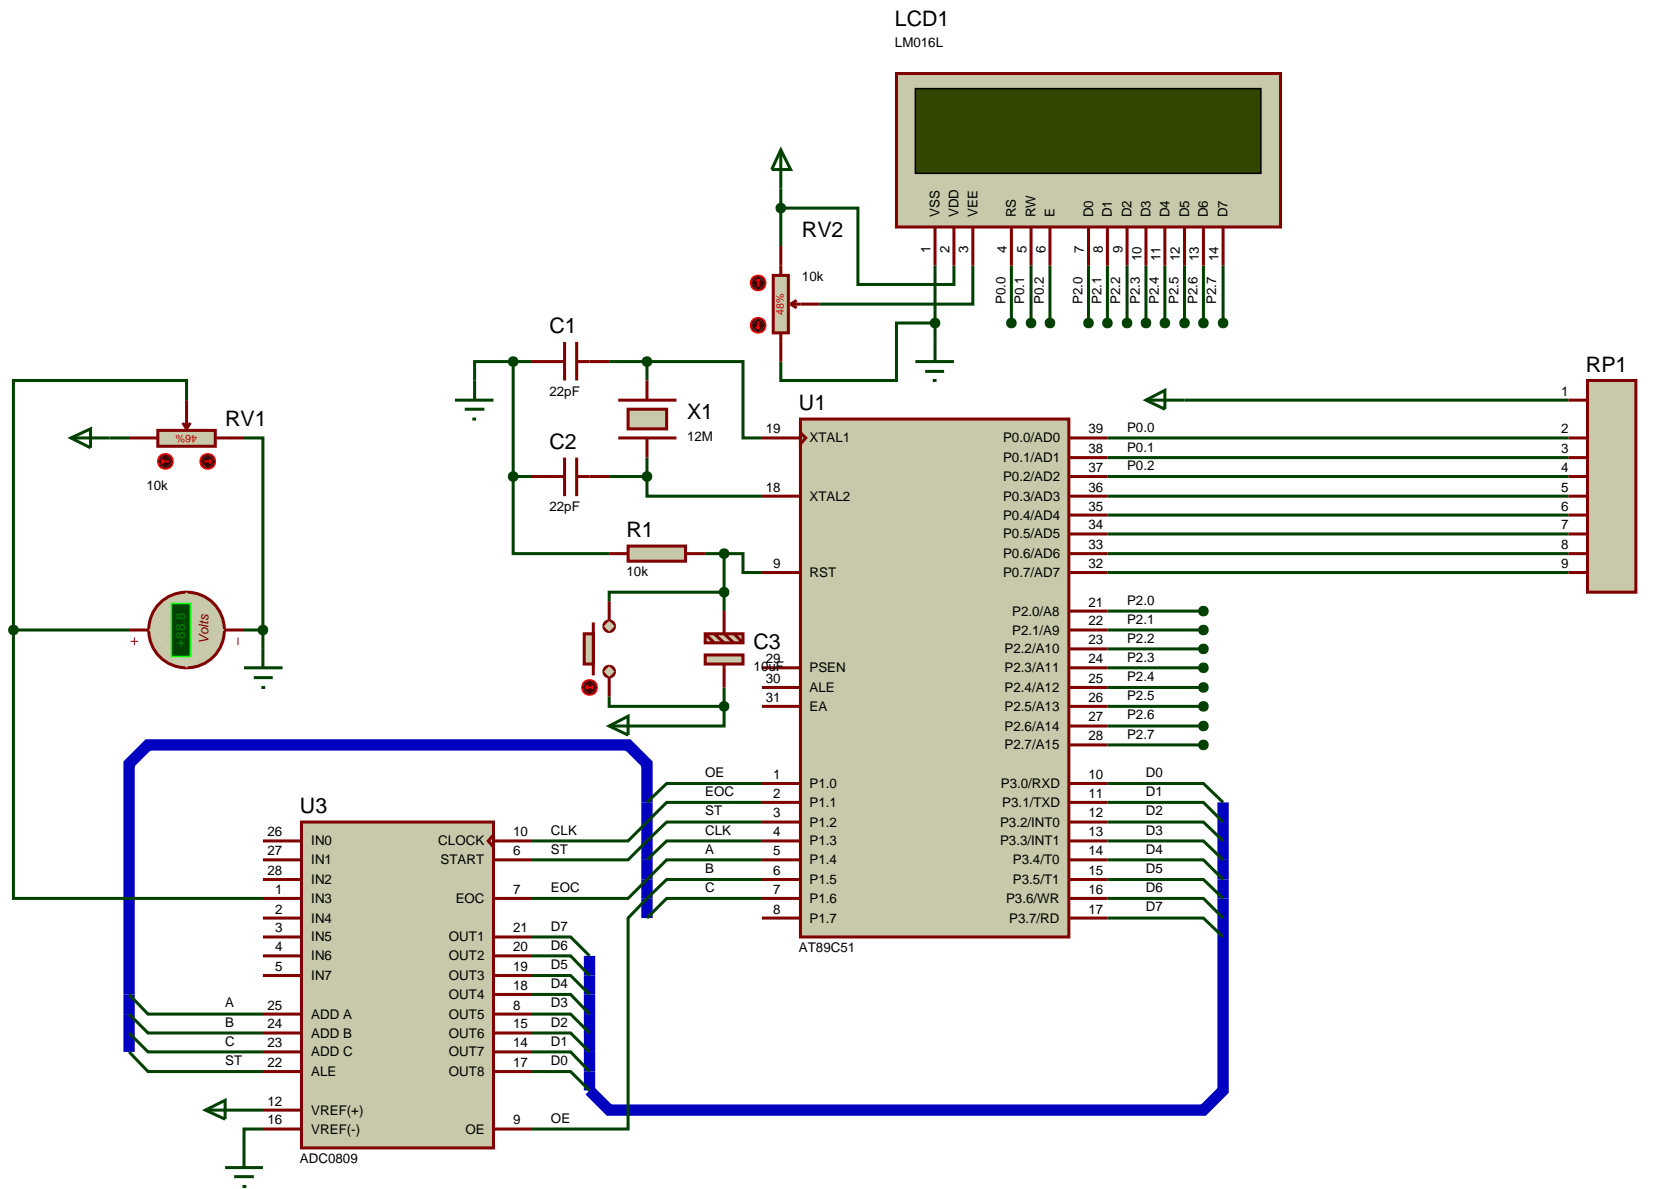 LCD1
LM016L
VSS
VDD
VEE
RS
RW
E
D0
D1
D2
D3
D4
D5
D6
D7
1
2
3
4
5
6
7
8
9
10
11
12
13
14
P0.0
P0.1
P0.2
P2.0
P2.1
P2.2
P2.3
P2.4
P2.5
P2.6
P2.7
RV2
10k
48%
C1
22pF
X1
12M
C2
22pF
R1
10k
C3
10uF
RV1
46%
10k
+88.8
Volts
+
-
RP1
1
2
3
4
5
6
7
8
9
U1
19 XTAL1
18 XTAL2
9 RST
29 PSEN
30 ALE
31 EA
OE 1 P1.0
EOC 2 P1.1
ST 3 P1.2
CLK 4 P1.3
A 5 P1.4
B 6 P1.5
C 7 P1.6
8 P1.7
P0.0/AD0 39 P0.0
P0.1/AD1 38 P0.1
P0.2/AD2 37 P0.2
P0.3/AD3 36
P0.4/AD4 35
P0.5/AD5 34
P0.6/AD6 33
P0.7/AD7 32
P2.0/A8 21 P2.0
P2.1/A9 22 P2.1
P2.2/A10 23 P2.2
P2.3/A11 24 P2.3
P2.4/A12 25 P2.4
P2.5/A13 26 P2.5
P2.6/A14 27 P2.6
P2.7/A15 28 P2.7
P3.0/RXD 10 D0
P3.1/TXD 11 D1
P3.2/INT0 12 D2
P3.3/INT1 13 D3
P3.4/T0 14 D4
P3.5/T1 15 D5
P3.6/WR 16 D6
P3.7/RD 17 D7
AT89C51
U3
26 IN0
27 IN1
28 IN2
1 IN3
2 IN4
3 IN5
4 IN6
5 IN7
A 25 ADD A
B 24 ADD B
C 23 ADD C
ST 22 ALE
12 VREF(+)
16 VREF(-)
CLOCK 10 CLK
START 6 ST
EOC 7 EOC
OUT1 21 D7
OUT2 20 D6
OUT3 19 D5
OUT4 18 D4
OUT5 8 D3
OUT6 15 D2
OUT7 14 D1
OUT8 17 D0
OE 9 OE
ADC0809